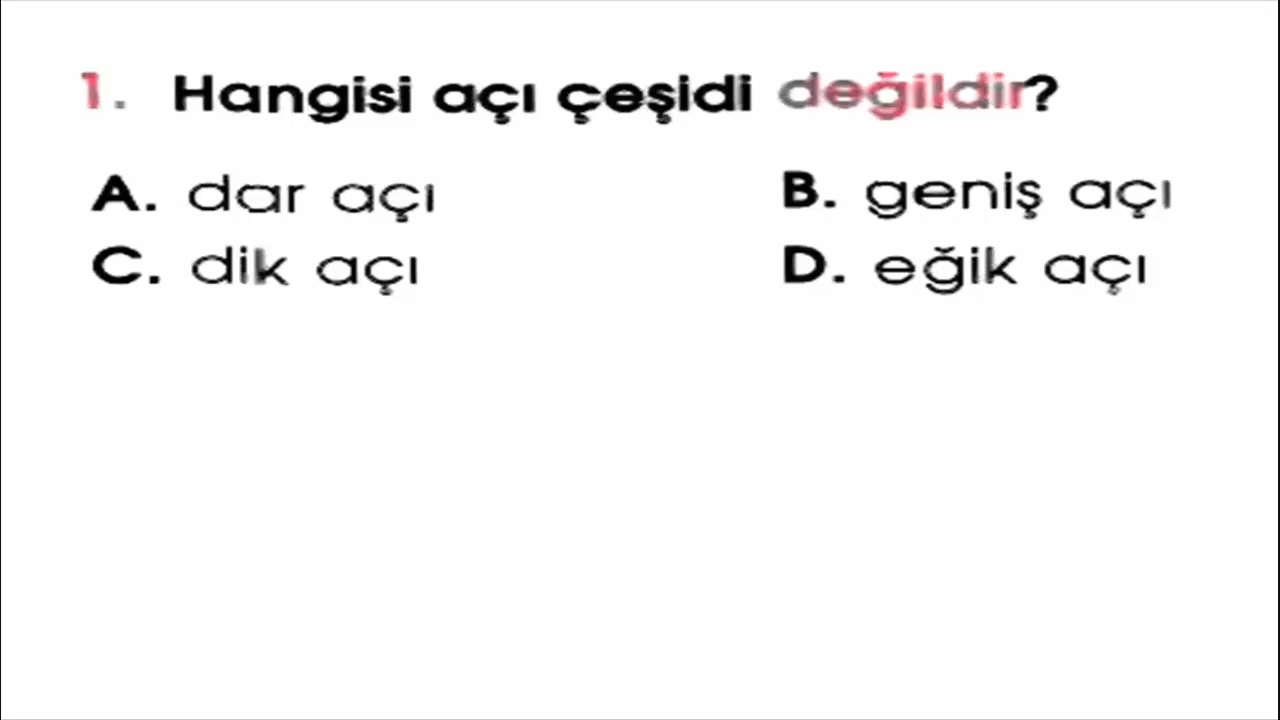 1. Hangisi açı çeşidi değildir?
A. dar açı B. geniş açı
C. dik açı D. eğik açı